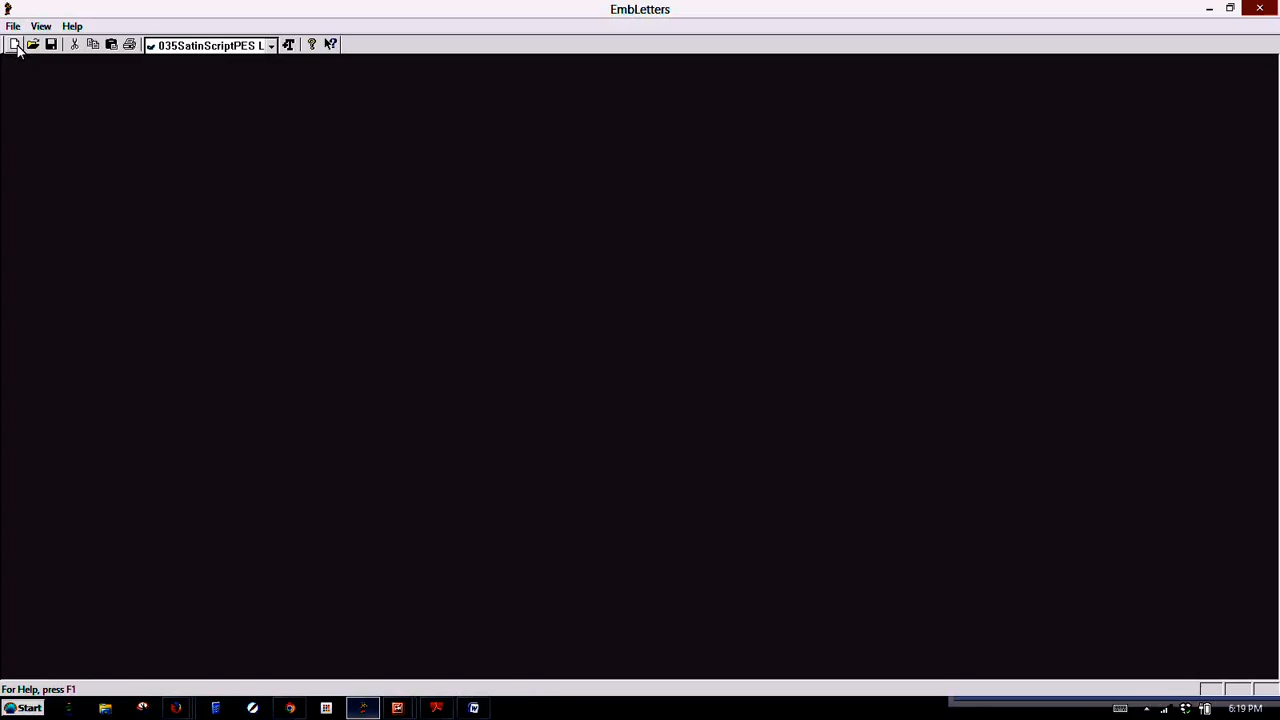 EmbLetters
File View Help
035SatinScriptPES L
For Help, press F1
Start
6:19 PM